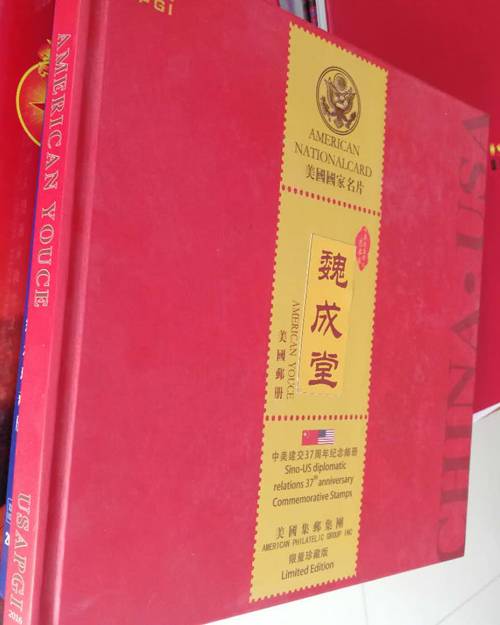 AMERICAN
NATIONALCARD
美國國家名片
魏成堂
AMERICAN YOUCE
美國郵册
中美建交37周年纪念邮册
Sino-US diplomatic
relations 37th anniversary
Commemorative Stamps
美國集郵集團
AMERICAN PHILATELIC GROUP INC
限量珍藏版
Limited Edition
AMERICAN YOUCE
USAPGI
2016
CHINA·USA